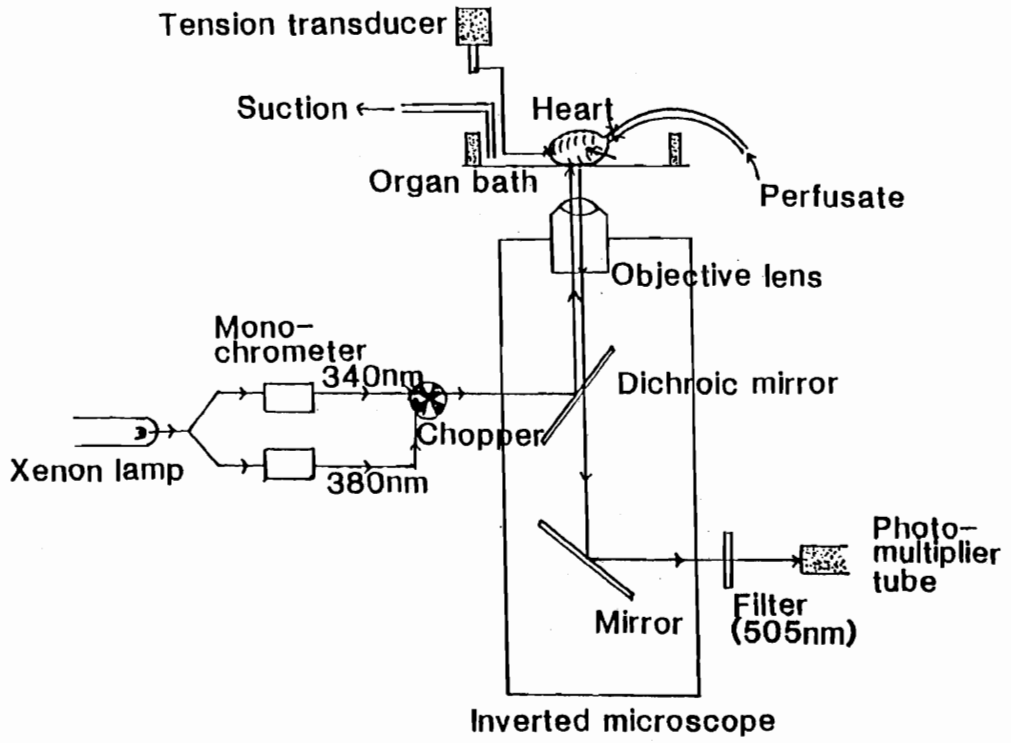 Tension transducer
Suction
Heart
Organ bath
Perfusate
Objective lens
Mono-
chrometer
340nm
Dichroic mirror
Chopper
Xenon lamp
380nm
Photo-
multiplier
tube
Filter
(505nm)
Mirror
Inverted microscope